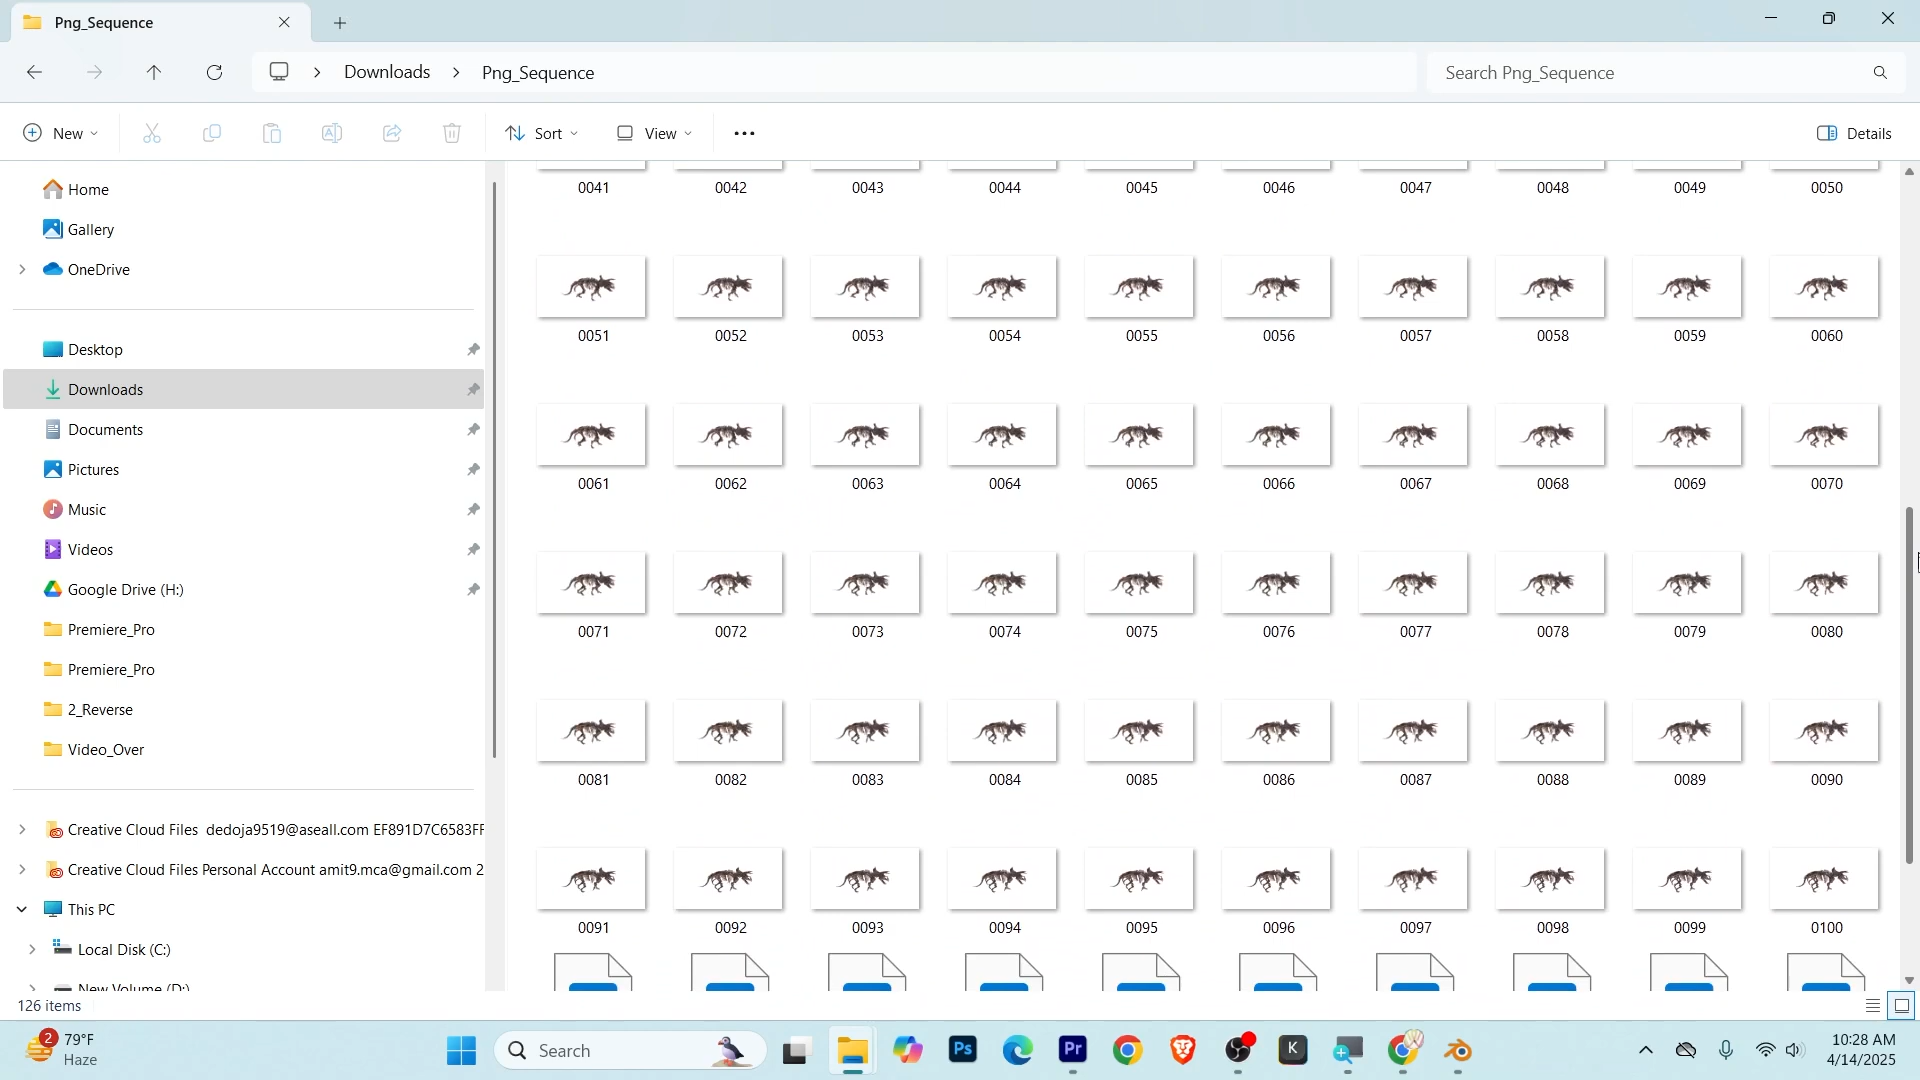 Png_Sequence
Downloads > Png_Sequence
Search Png_Sequence
New
Sort
View
Details
Home
Gallery
OneDrive
Desktop
Downloads
Documents
Pictures
Music
Videos
Google Drive (H:)
Premiere_Pro
Premiere_Pro
2_Reverse
Video_Over
Creative Cloud Files  dedoja9519@aseall.com EF891D7C6583FF
Creative Cloud Files Personal Account amit9.mca@gmail.com 2
This PC
Local Disk (C:)
New Volume (D:)
0041 0042 0043 0044 0045 0046 0047 0048 0049 0050
0051 0052 0053 0054 0055 0056 0057 0058 0059 0060
0061 0062 0063 0064 0065 0066 0067 0068 0069 0070
0071 0072 0073 0074 0075 0076 0077 0078 0079 0080
0081 0082 0083 0084 0085 0086 0087 0088 0089 0090
0091 0092 0093 0094 0095 0096 0097 0098 0099 0100
126 items
2
79°F
Haze
Search
Ps
Pr
K
10:28 AM
4/14/2025